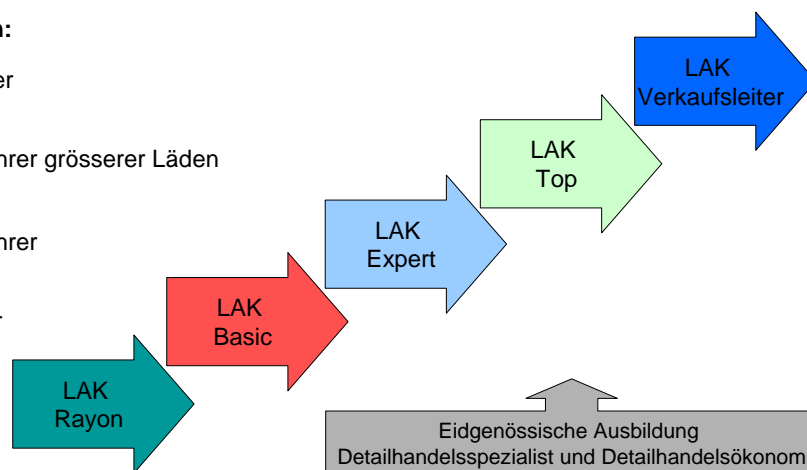 n:
er
hrer grösserer Läden
hrer
r
LAK
Verkaufsleiter
LAK
Top
LAK
Expert
LAK
Basic
LAK
Rayon
Eidgenössische Ausbildung
Detailhandelsspezialist und Detailhandelsökonom